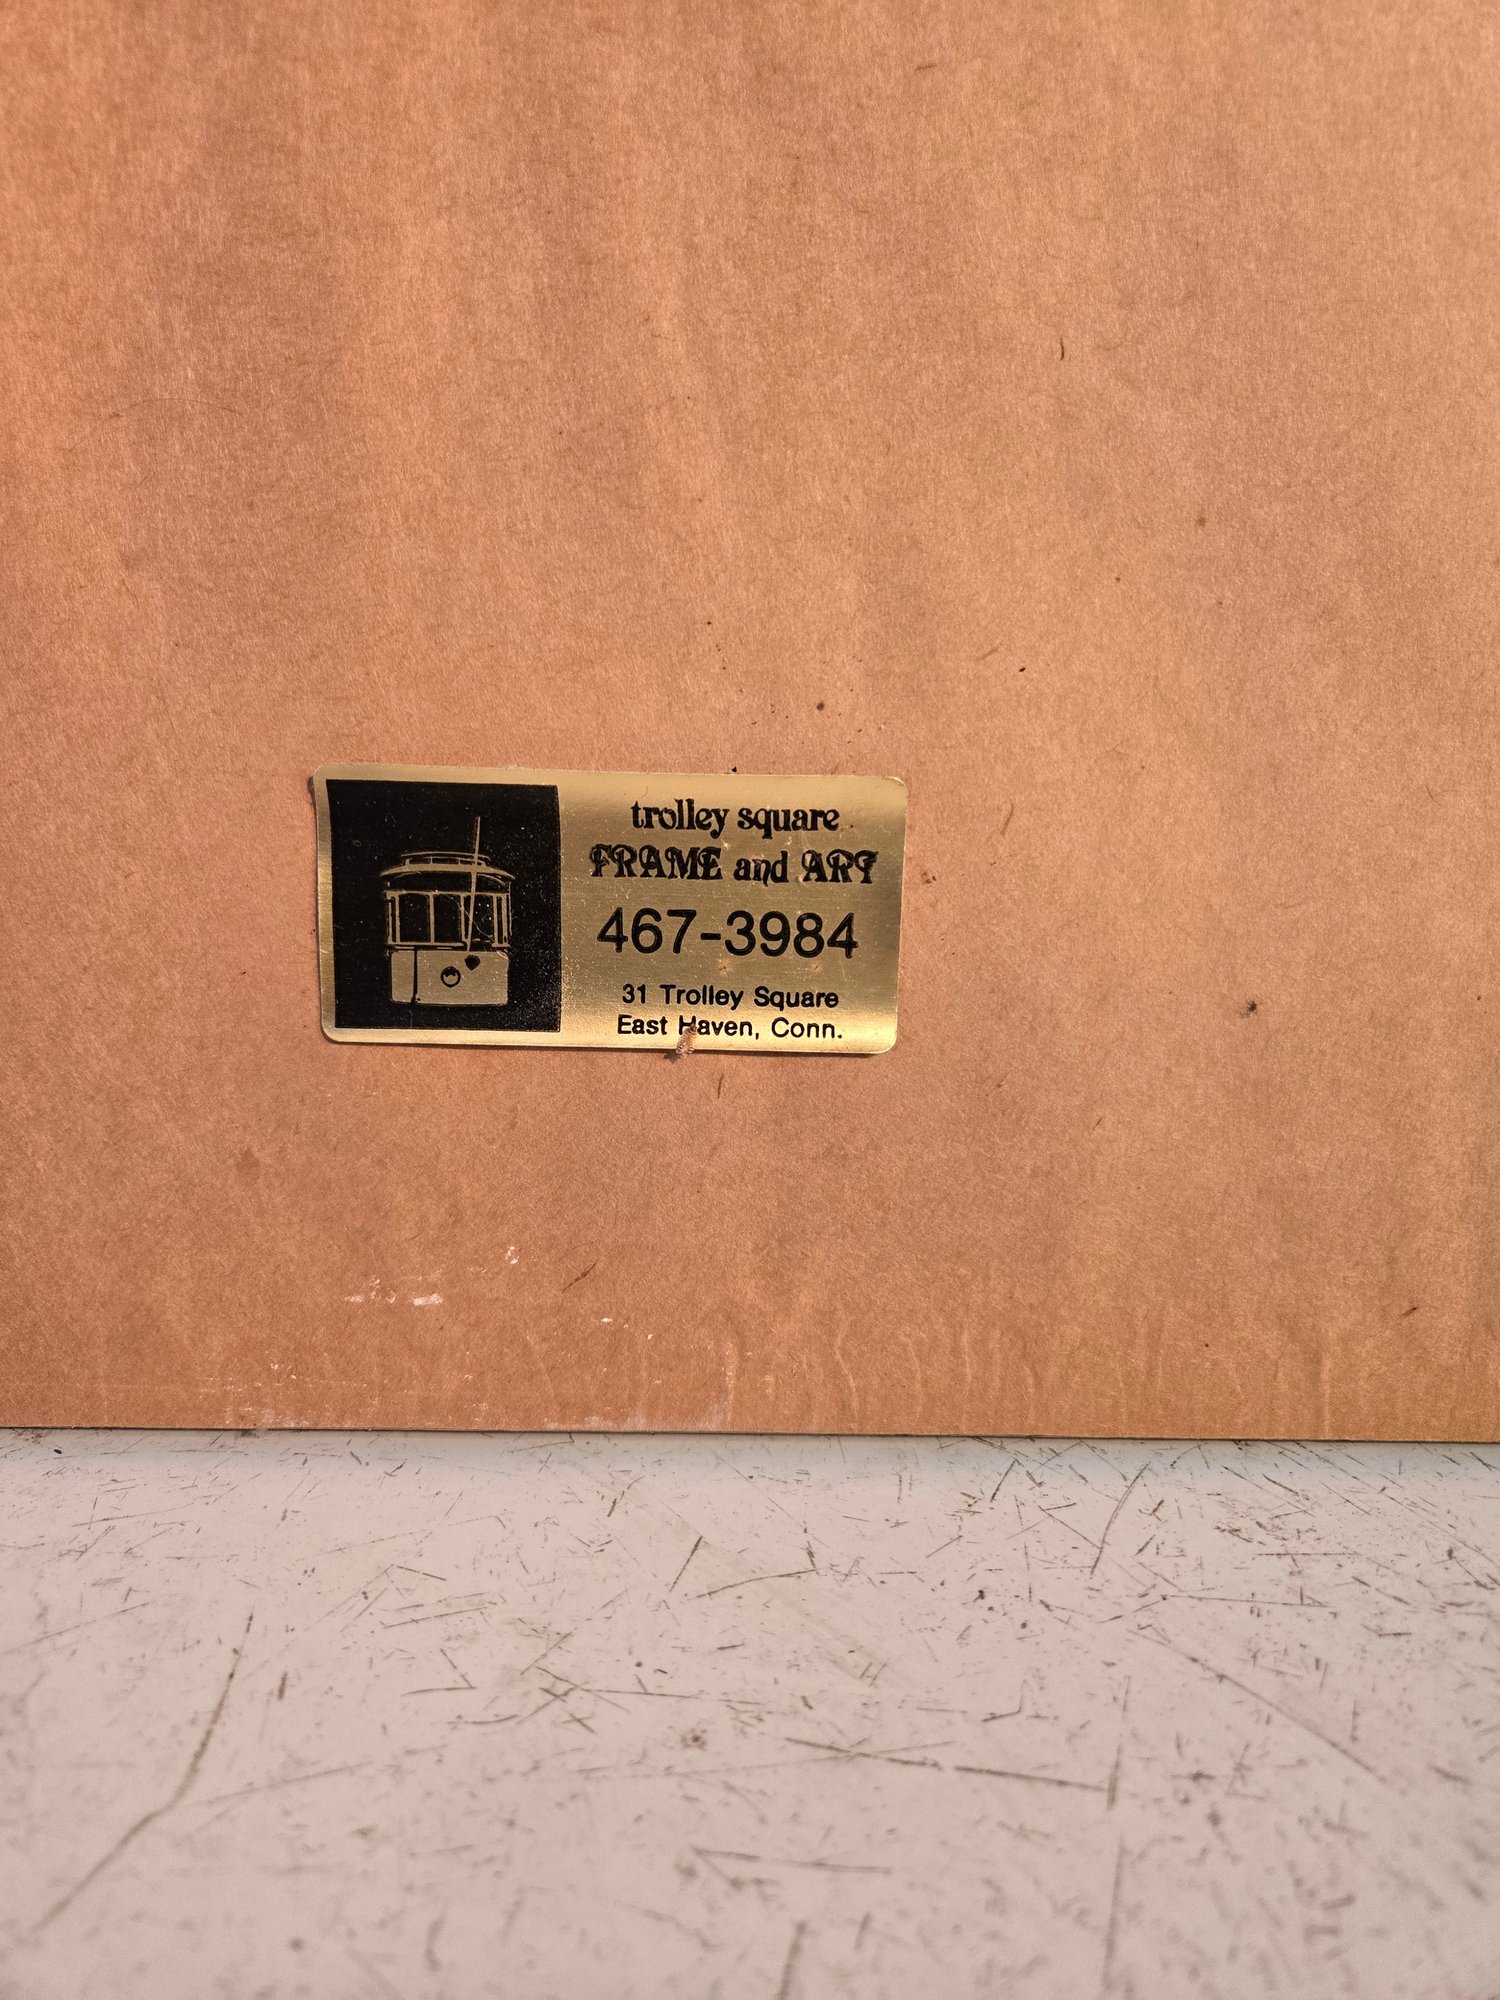 trolley square
FRAME and ART
467-3984
31 Trolley Square
East Haven, Conn.